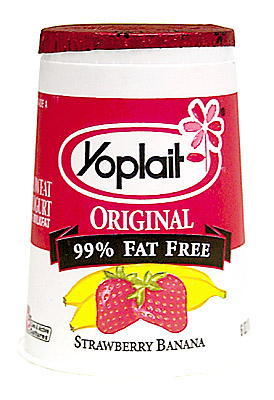 Yoplait
ORIGINAL
99% FAT FREE
STRAWBERRY BANANA